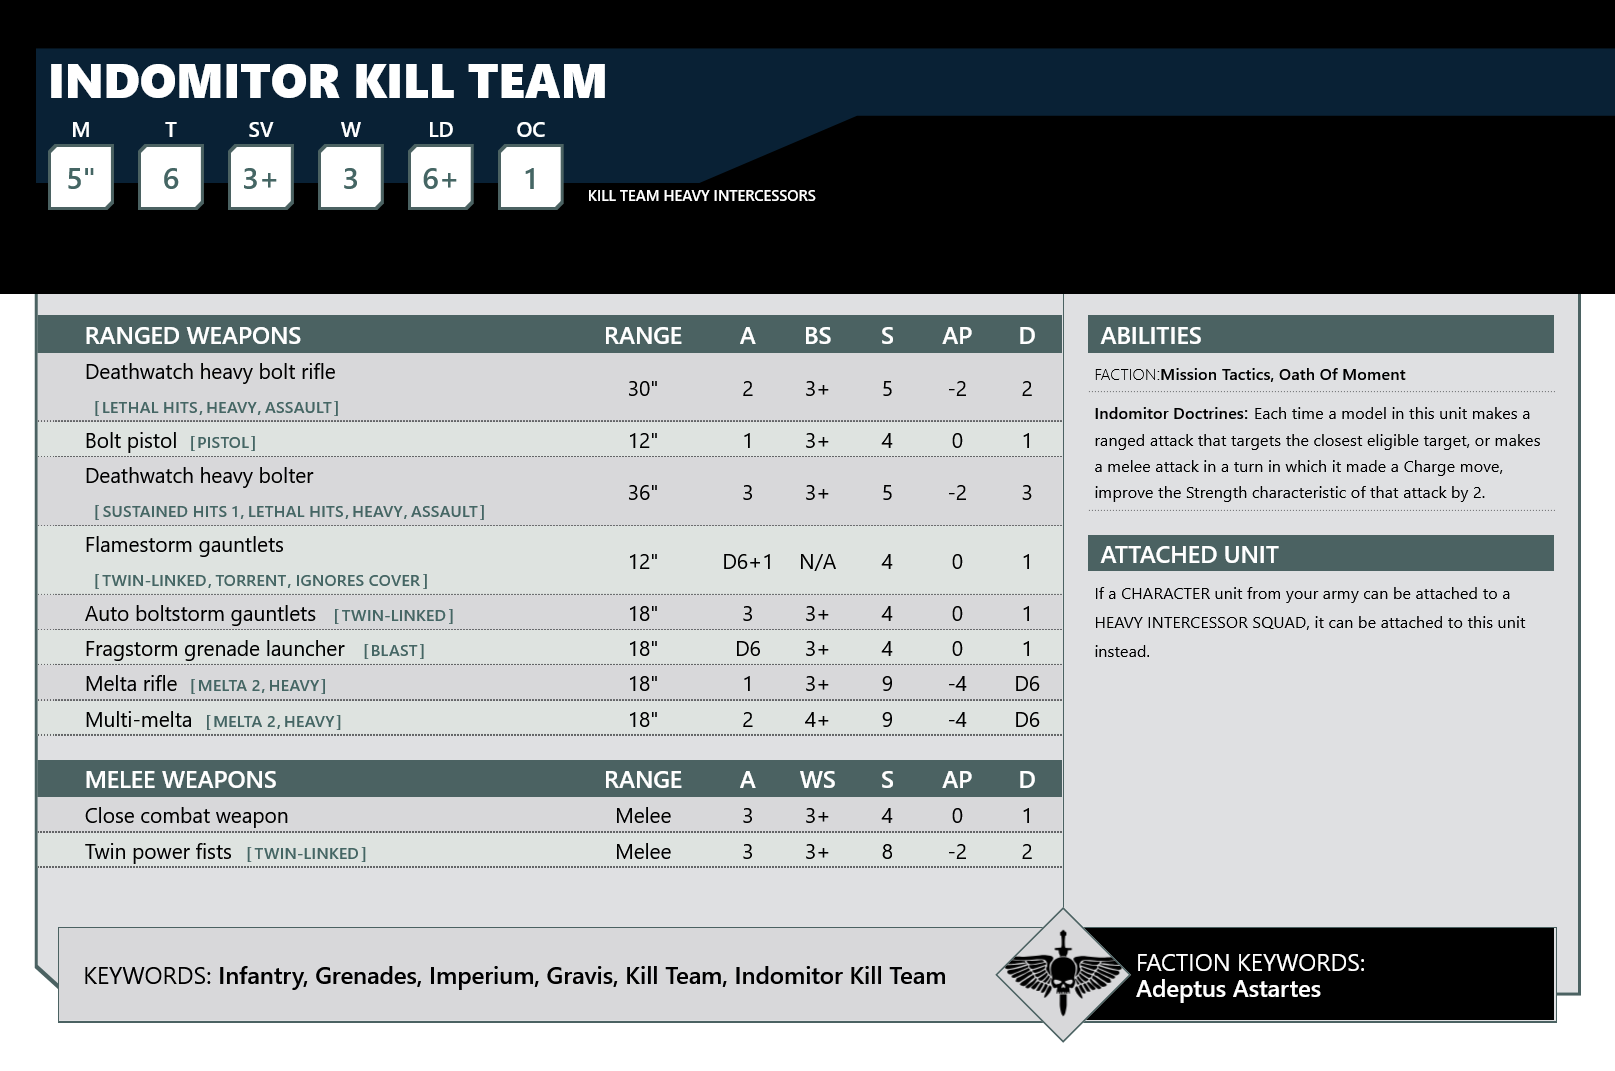 INDOMITOR KILL TEAM
M T SV W LD OC
5" 6 3+ 3 6+ 1
KILL TEAM HEAVY INTERCESSORS
RANGED WEAPONS RANGE A BS S AP D
Deathwatch heavy bolt rifle 30" 2 3+ 5 -2 2
[LETHAL HITS, HEAVY, ASSAULT]
Bolt pistol [PISTOL] 12" 1 3+ 4 0 1
Deathwatch heavy bolter 36" 3 3+ 5 -2 3
[SUSTAINED HITS 1, LETHAL HITS, HEAVY, ASSAULT]
Flamestorm gauntlets 12" D6+1 N/A 4 0 1
[TWIN-LINKED, TORRENT, IGNORES COVER]
Auto boltstorm gauntlets [TWIN-LINKED] 18" 3 3+ 4 0 1
Fragstorm grenade launcher [BLAST] 18" D6 3+ 4 0 1
Melta rifle [MELTA 2, HEAVY] 18" 1 3+ 9 -4 D6
Multi-melta [MELTA 2, HEAVY] 18" 2 4+ 9 -4 D6
MELEE WEAPONS RANGE A WS S AP D
Close combat weapon Melee 3 3+ 4 0 1
Twin power fists [TWIN-LINKED] Melee 3 3+ 8 -2 2
ABILITIES
FACTION:Mission Tactics, Oath Of Moment
Indomitor Doctrines: Each time a model in this unit makes a
ranged attack that targets the closest eligible target, or makes
a melee attack in a turn in which it made a Charge move,
improve the Strength characteristic of that attack by 2.
ATTACHED UNIT
If a CHARACTER unit from your army can be attached to a
HEAVY INTERCESSOR SQUAD, it can be attached to this unit
instead.
KEYWORDS: Infantry, Grenades, Imperium, Gravis, Kill Team, Indomitor Kill Team
FACTION KEYWORDS:
Adeptus Astartes